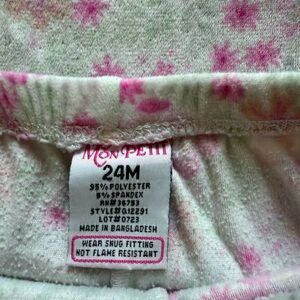 MON PETIT
24M
95% POLYESTER
5% SPANDEX
RN#36753
STYLE#G12291
LOT#0723
MADE IN BANGLADESH
WEAR SNUG FITTING
NOT FLAME RESISTANT